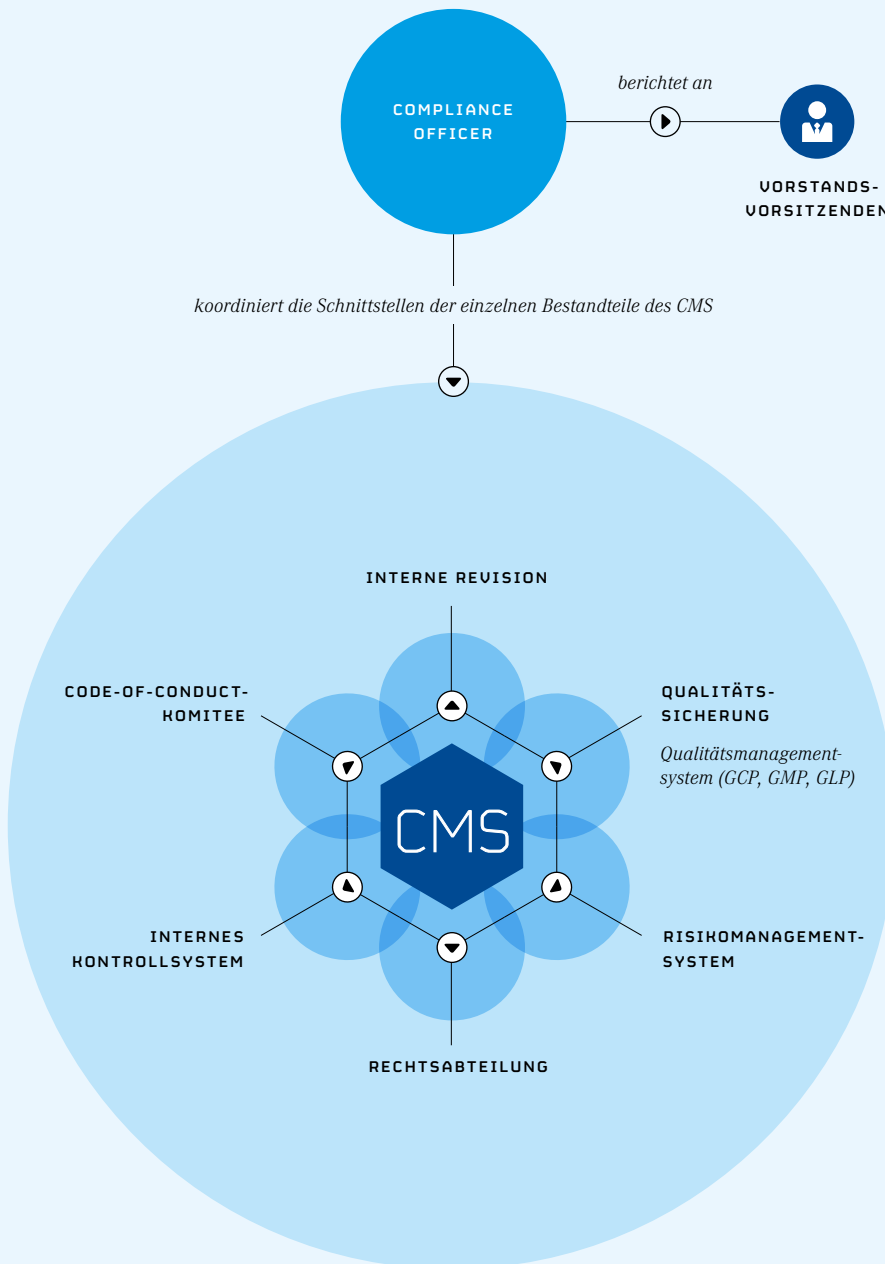 berichtet an
COMPLIANCE
OFFICER
VORSTANDS-
VORSITZENDEN
koordiniert die Schnittstellen der einzelnen Bestandteile des CMS
INTERNE REVISION
CODE-OF-CONDUCT-
KOMITEE
QUALITÄTS-
SICHERUNG
Qualitätsmanagement-
system (GCP, GMP, GLP)
CMS
INTERNES
KONTROLLSYSTEM
RISIKOMANAGEMENT-
SYSTEM
RECHTSABTEILUNG